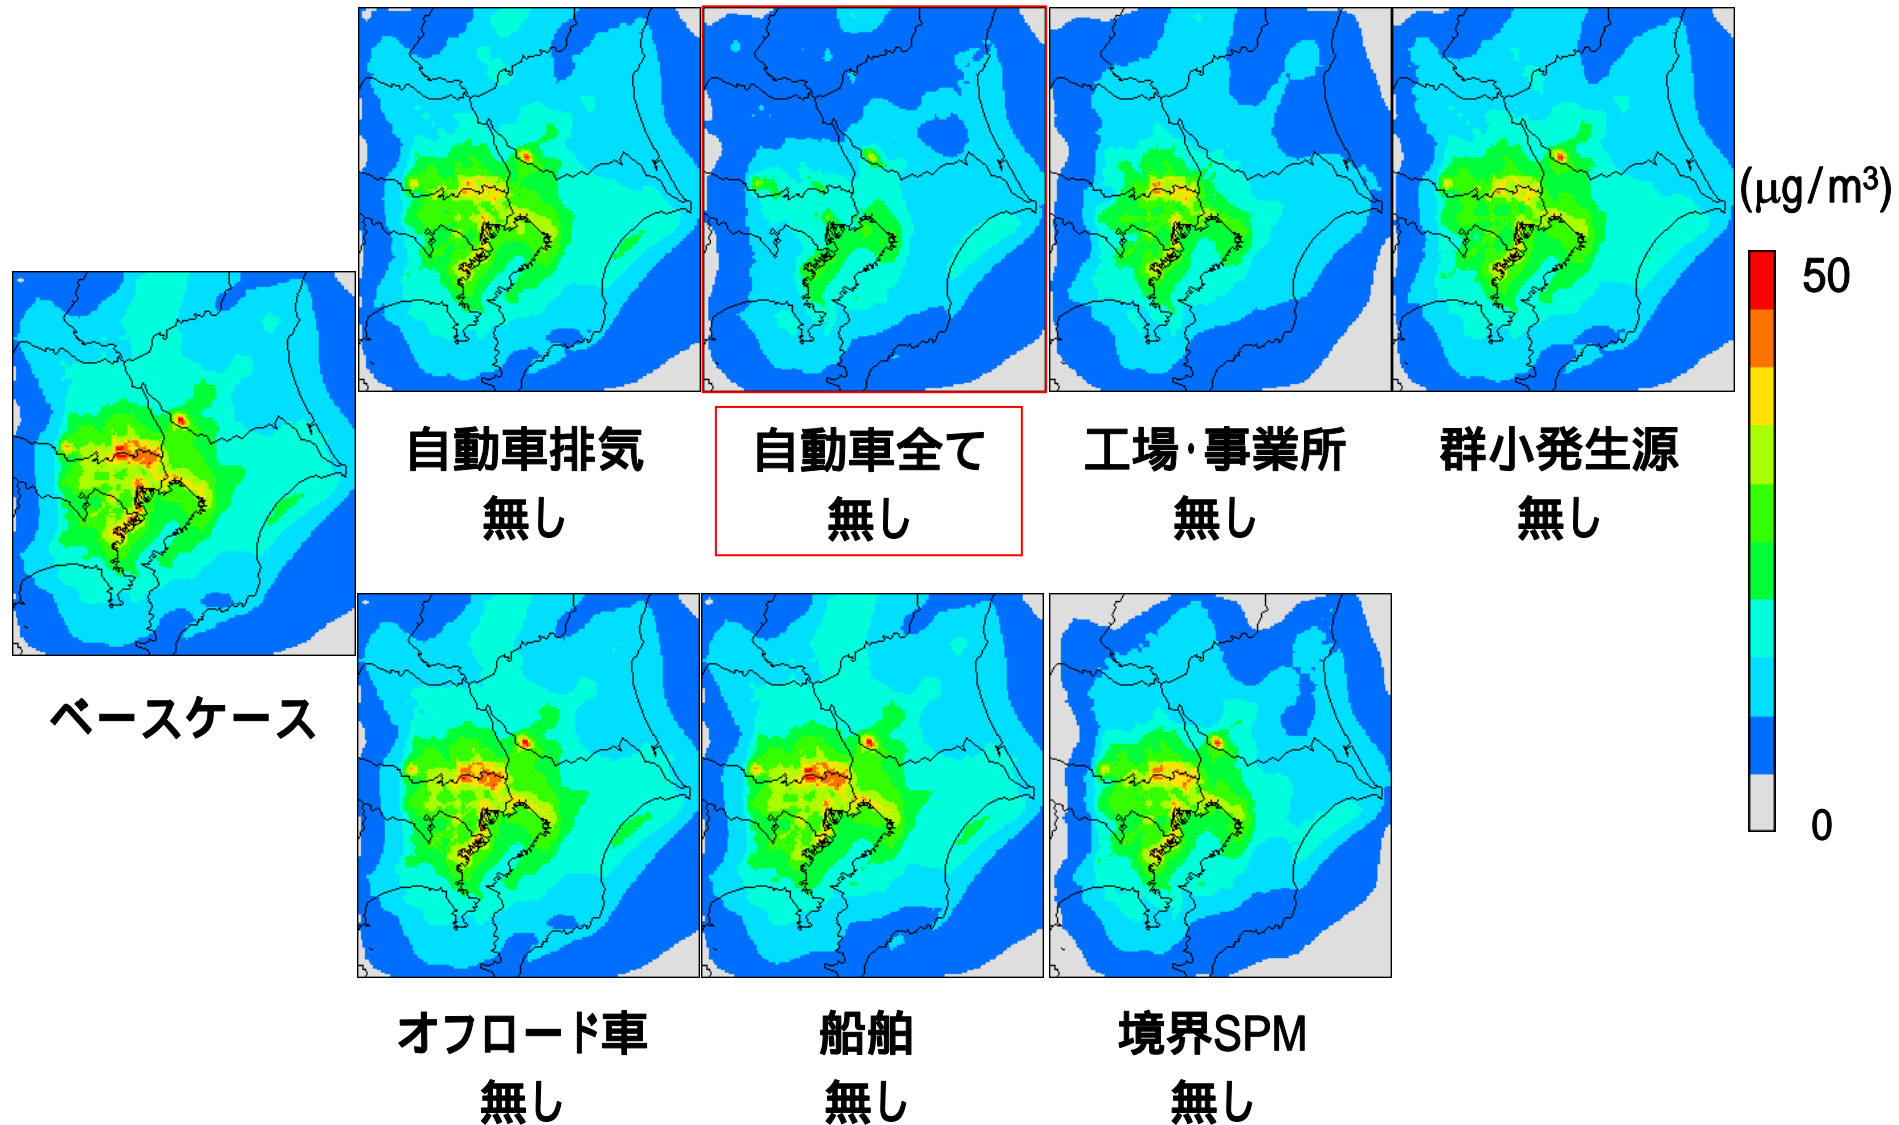 (μg/m³)
50
0
ベースケース
自動車排気
無し
自動車全て
無し
工場・事業所
無し
群小発生源
無し
オフロード車
無し
船舶
無し
境界SPM
無し